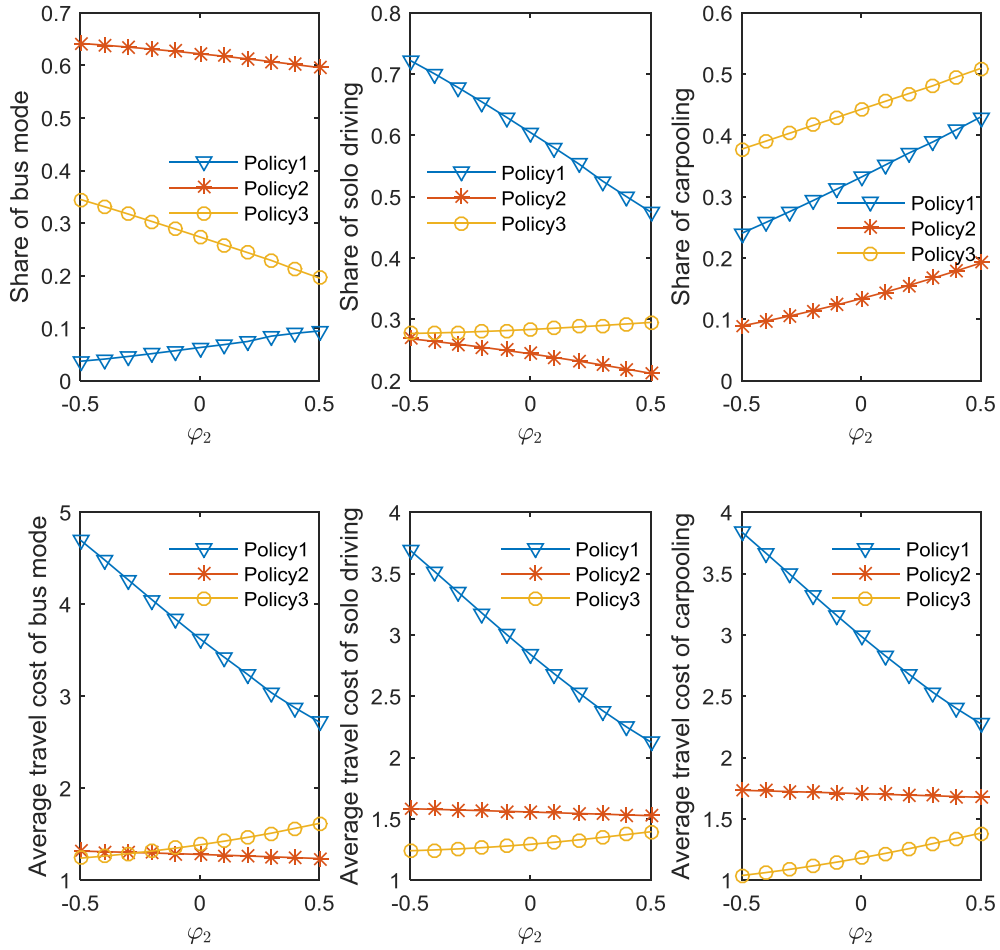 Share of bus mode
0.7
0.6
0.5
0.4
0.3
0.2
0.1
0
-0.5
0
0.5
φ2
Policy1
Policy2
Policy3
Share of solo driving
0.8
0.7
0.6
0.5
0.4
0.3
0.2
-0.5
0
0.5
φ2
Policy1
Policy2
Policy3
Share of carpooling
0.6
0.5
0.4
0.3
0.2
0.1
0
-0.5
0
0.5
φ2
Policy1
Policy2
Policy3
Average travel cost of bus mode
5
4
3
2
1
-0.5
0
0.5
φ2
Policy1
Policy2
Policy3
Average travel cost of solo driving
4
3.5
3
2.5
2
1.5
1
-0.5
0
0.5
φ2
Policy1
Policy2
Policy3
Average travel cost of carpooling
4
3.5
3
2.5
2
1.5
1
-0.5
0
0.5
φ2
Policy1
Policy2
Policy3